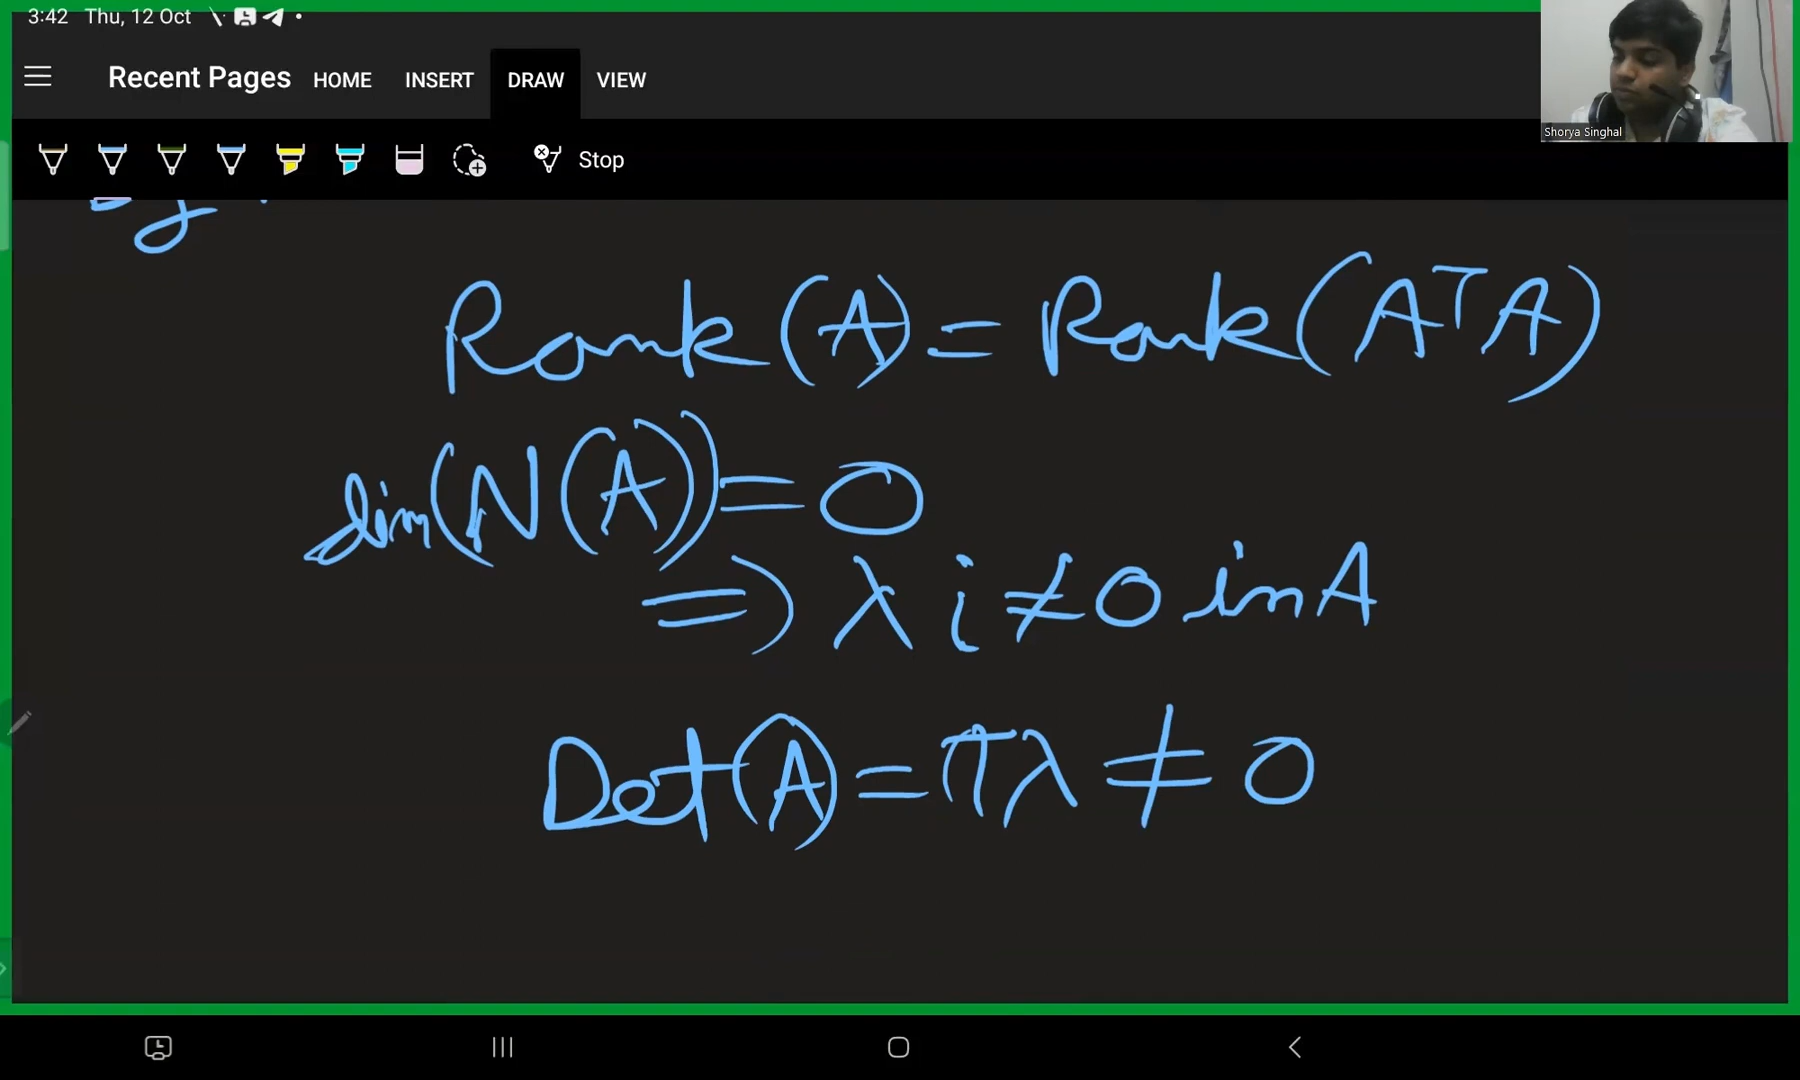 3:42 Thu, 12 Oct
Recent Pages HOME INSERT DRAW VIEW
Shorya Singhal
Stop
Rank(A) = Rank(AᵀA)
dim(N(A)) = 0
=> λi ≠ 0 in A
Det(A) = πλ ≠ 0